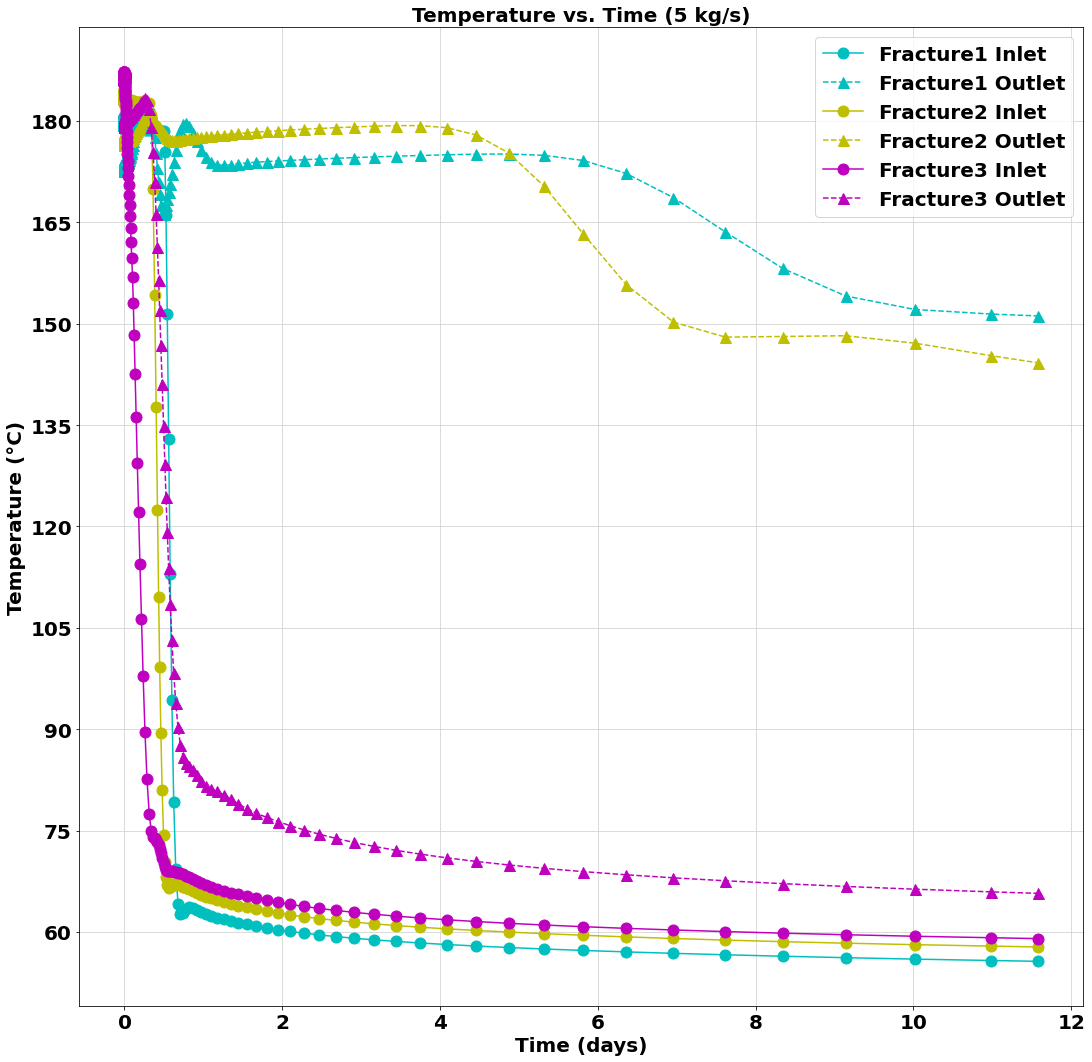 Temperature vs. Time (5 kg/s)
Fracture1 Inlet
Fracture1 Outlet
Fracture2 Inlet
Fracture2 Outlet
Fracture3 Inlet
Fracture3 Outlet
Temperature (°C)
180
165
150
135
120
105
90
75
60
0 2 4 6 8 10 12
Time (days)